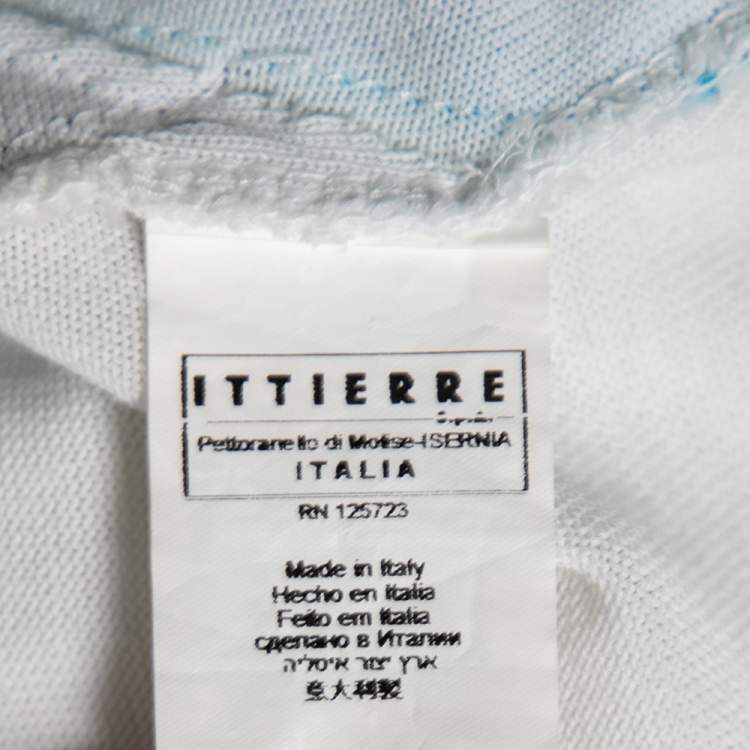 ITTIERRE
S.p.A.
Pettoranello di Molise-ISERNIA
ITALIA
RN 125723
Made in Italy
Hecho en Italia
Feito em Italia
сделано в Италии
ארץ יצור איטליה
意大利製